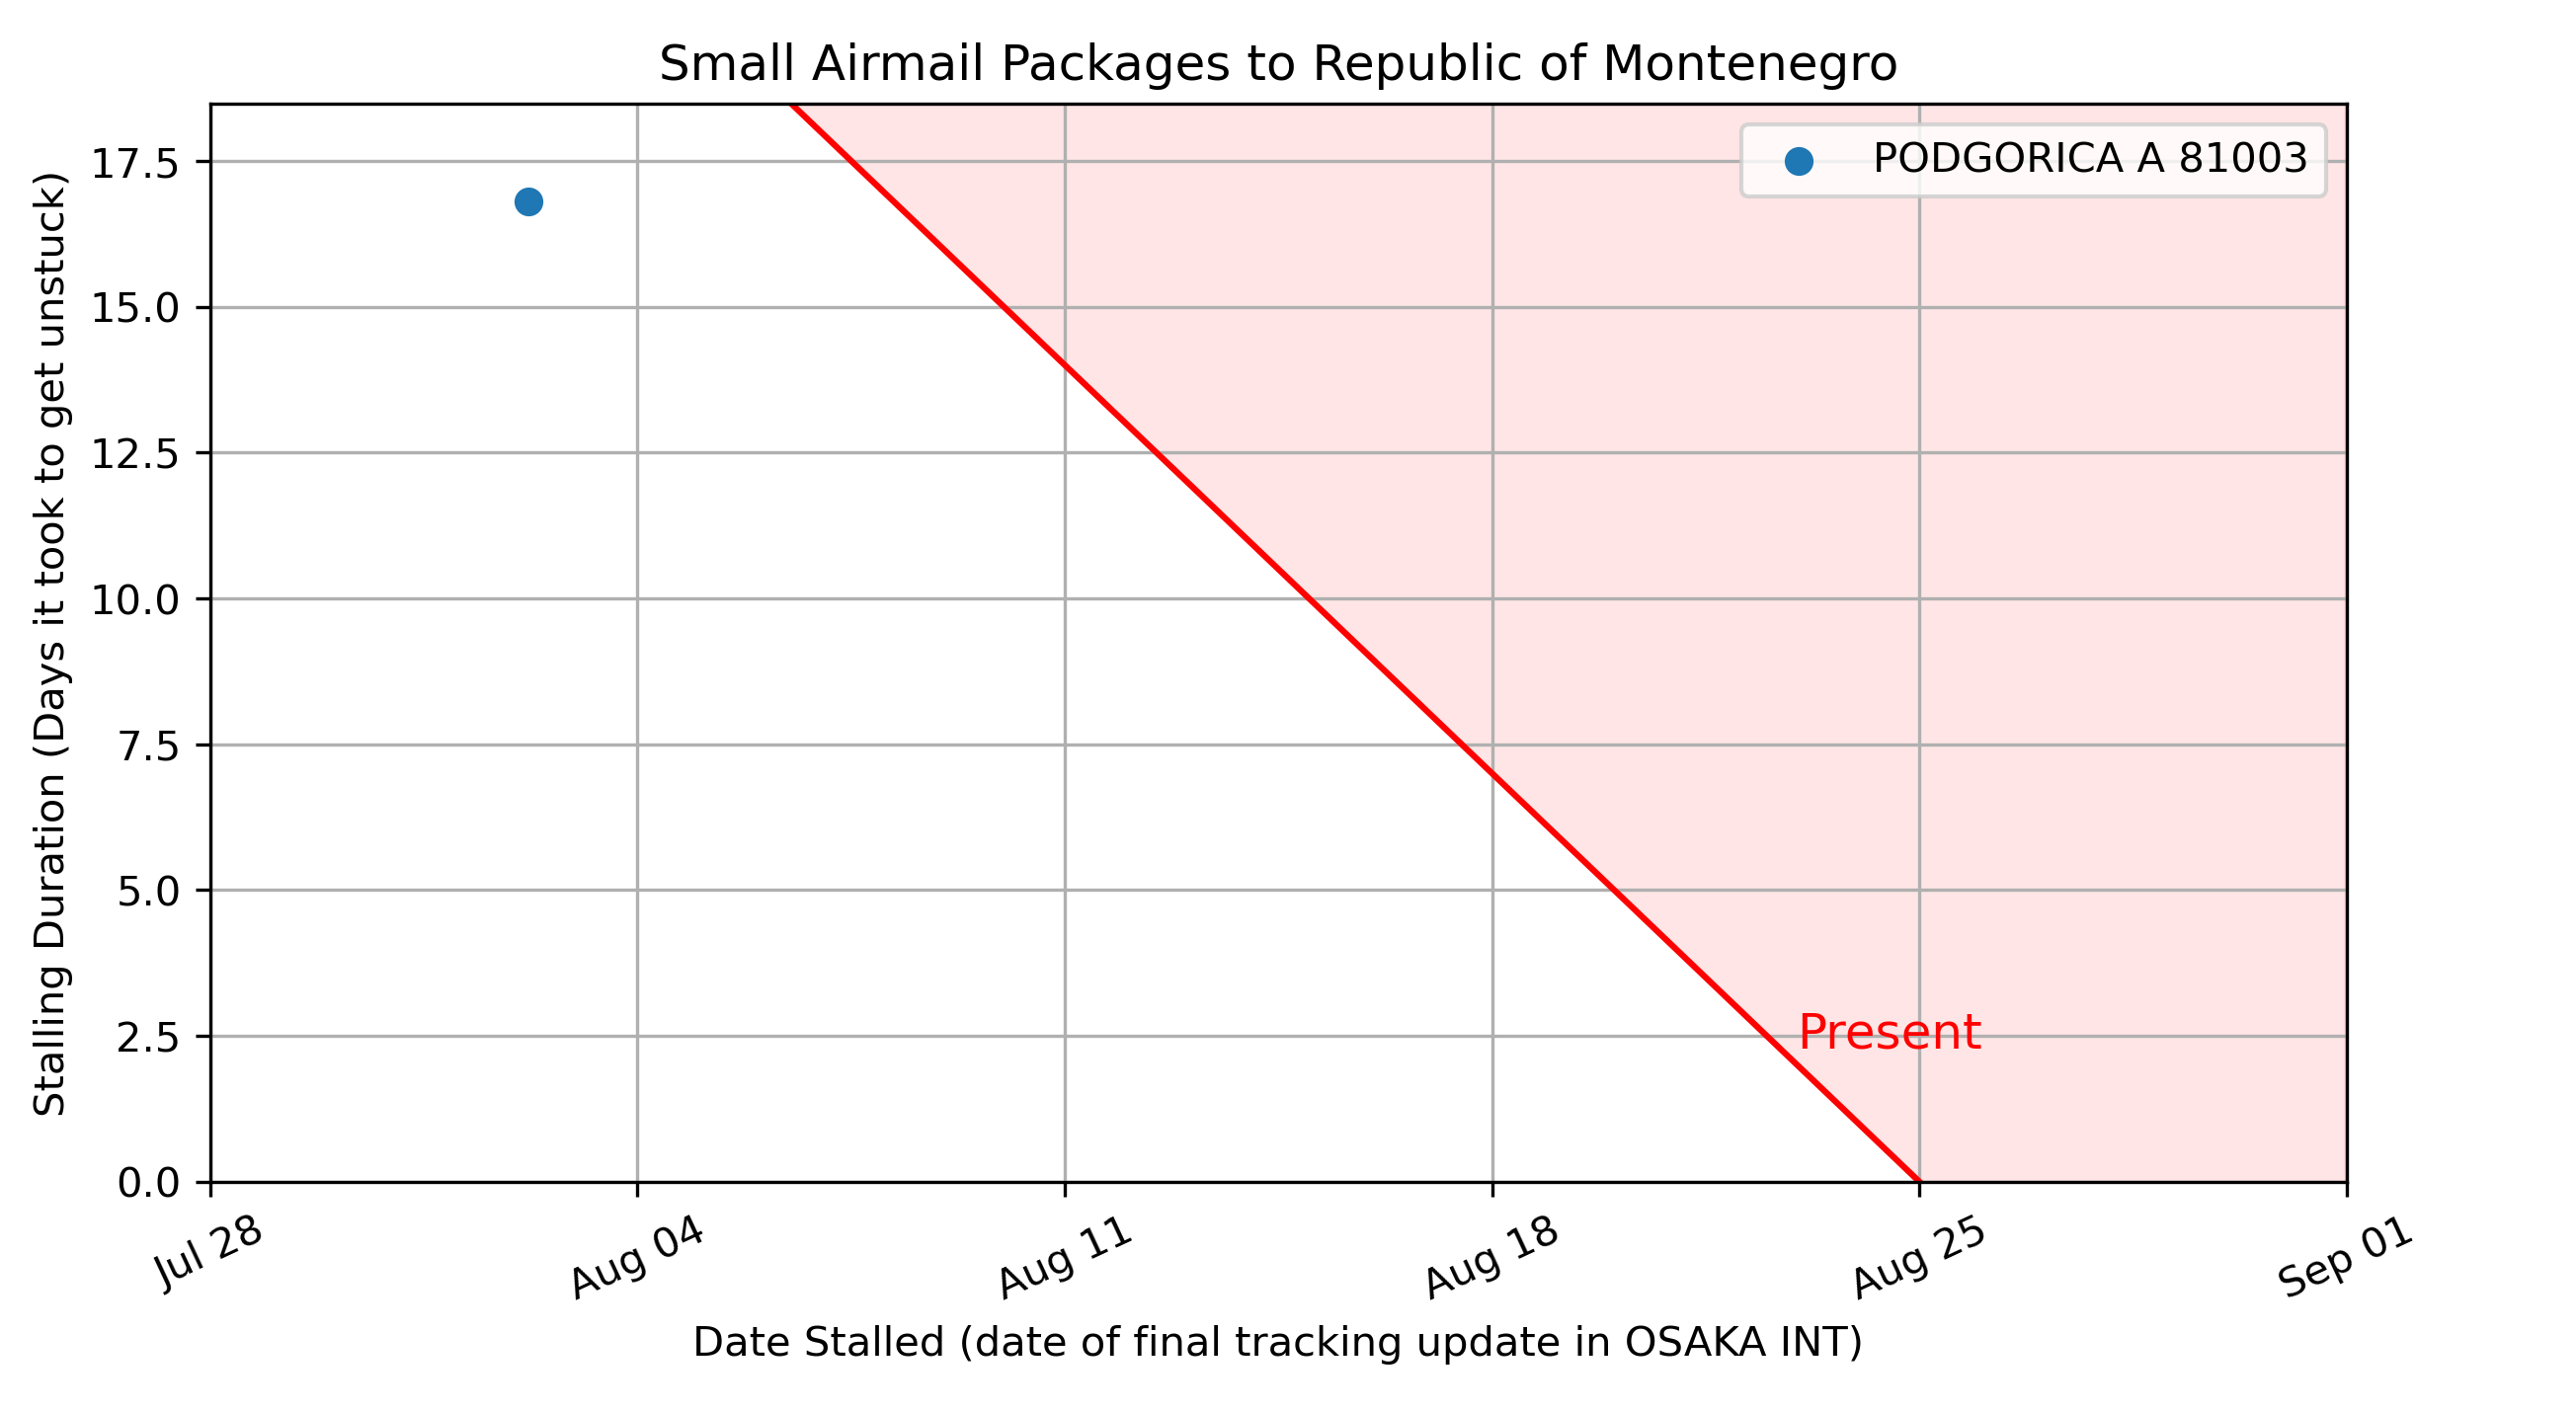 Small Airmail Packages to Republic of Montenegro
PODGORICA A 81003
Stalling Duration (Days it took to get unstuck)
17.5
15.0
12.5
10.0
7.5
5.0
2.5
0.0
Present
Jul 28
Aug 04
Aug 11
Aug 18
Aug 25
Sep 01
Date Stalled (date of final tracking update in OSAKA INT)